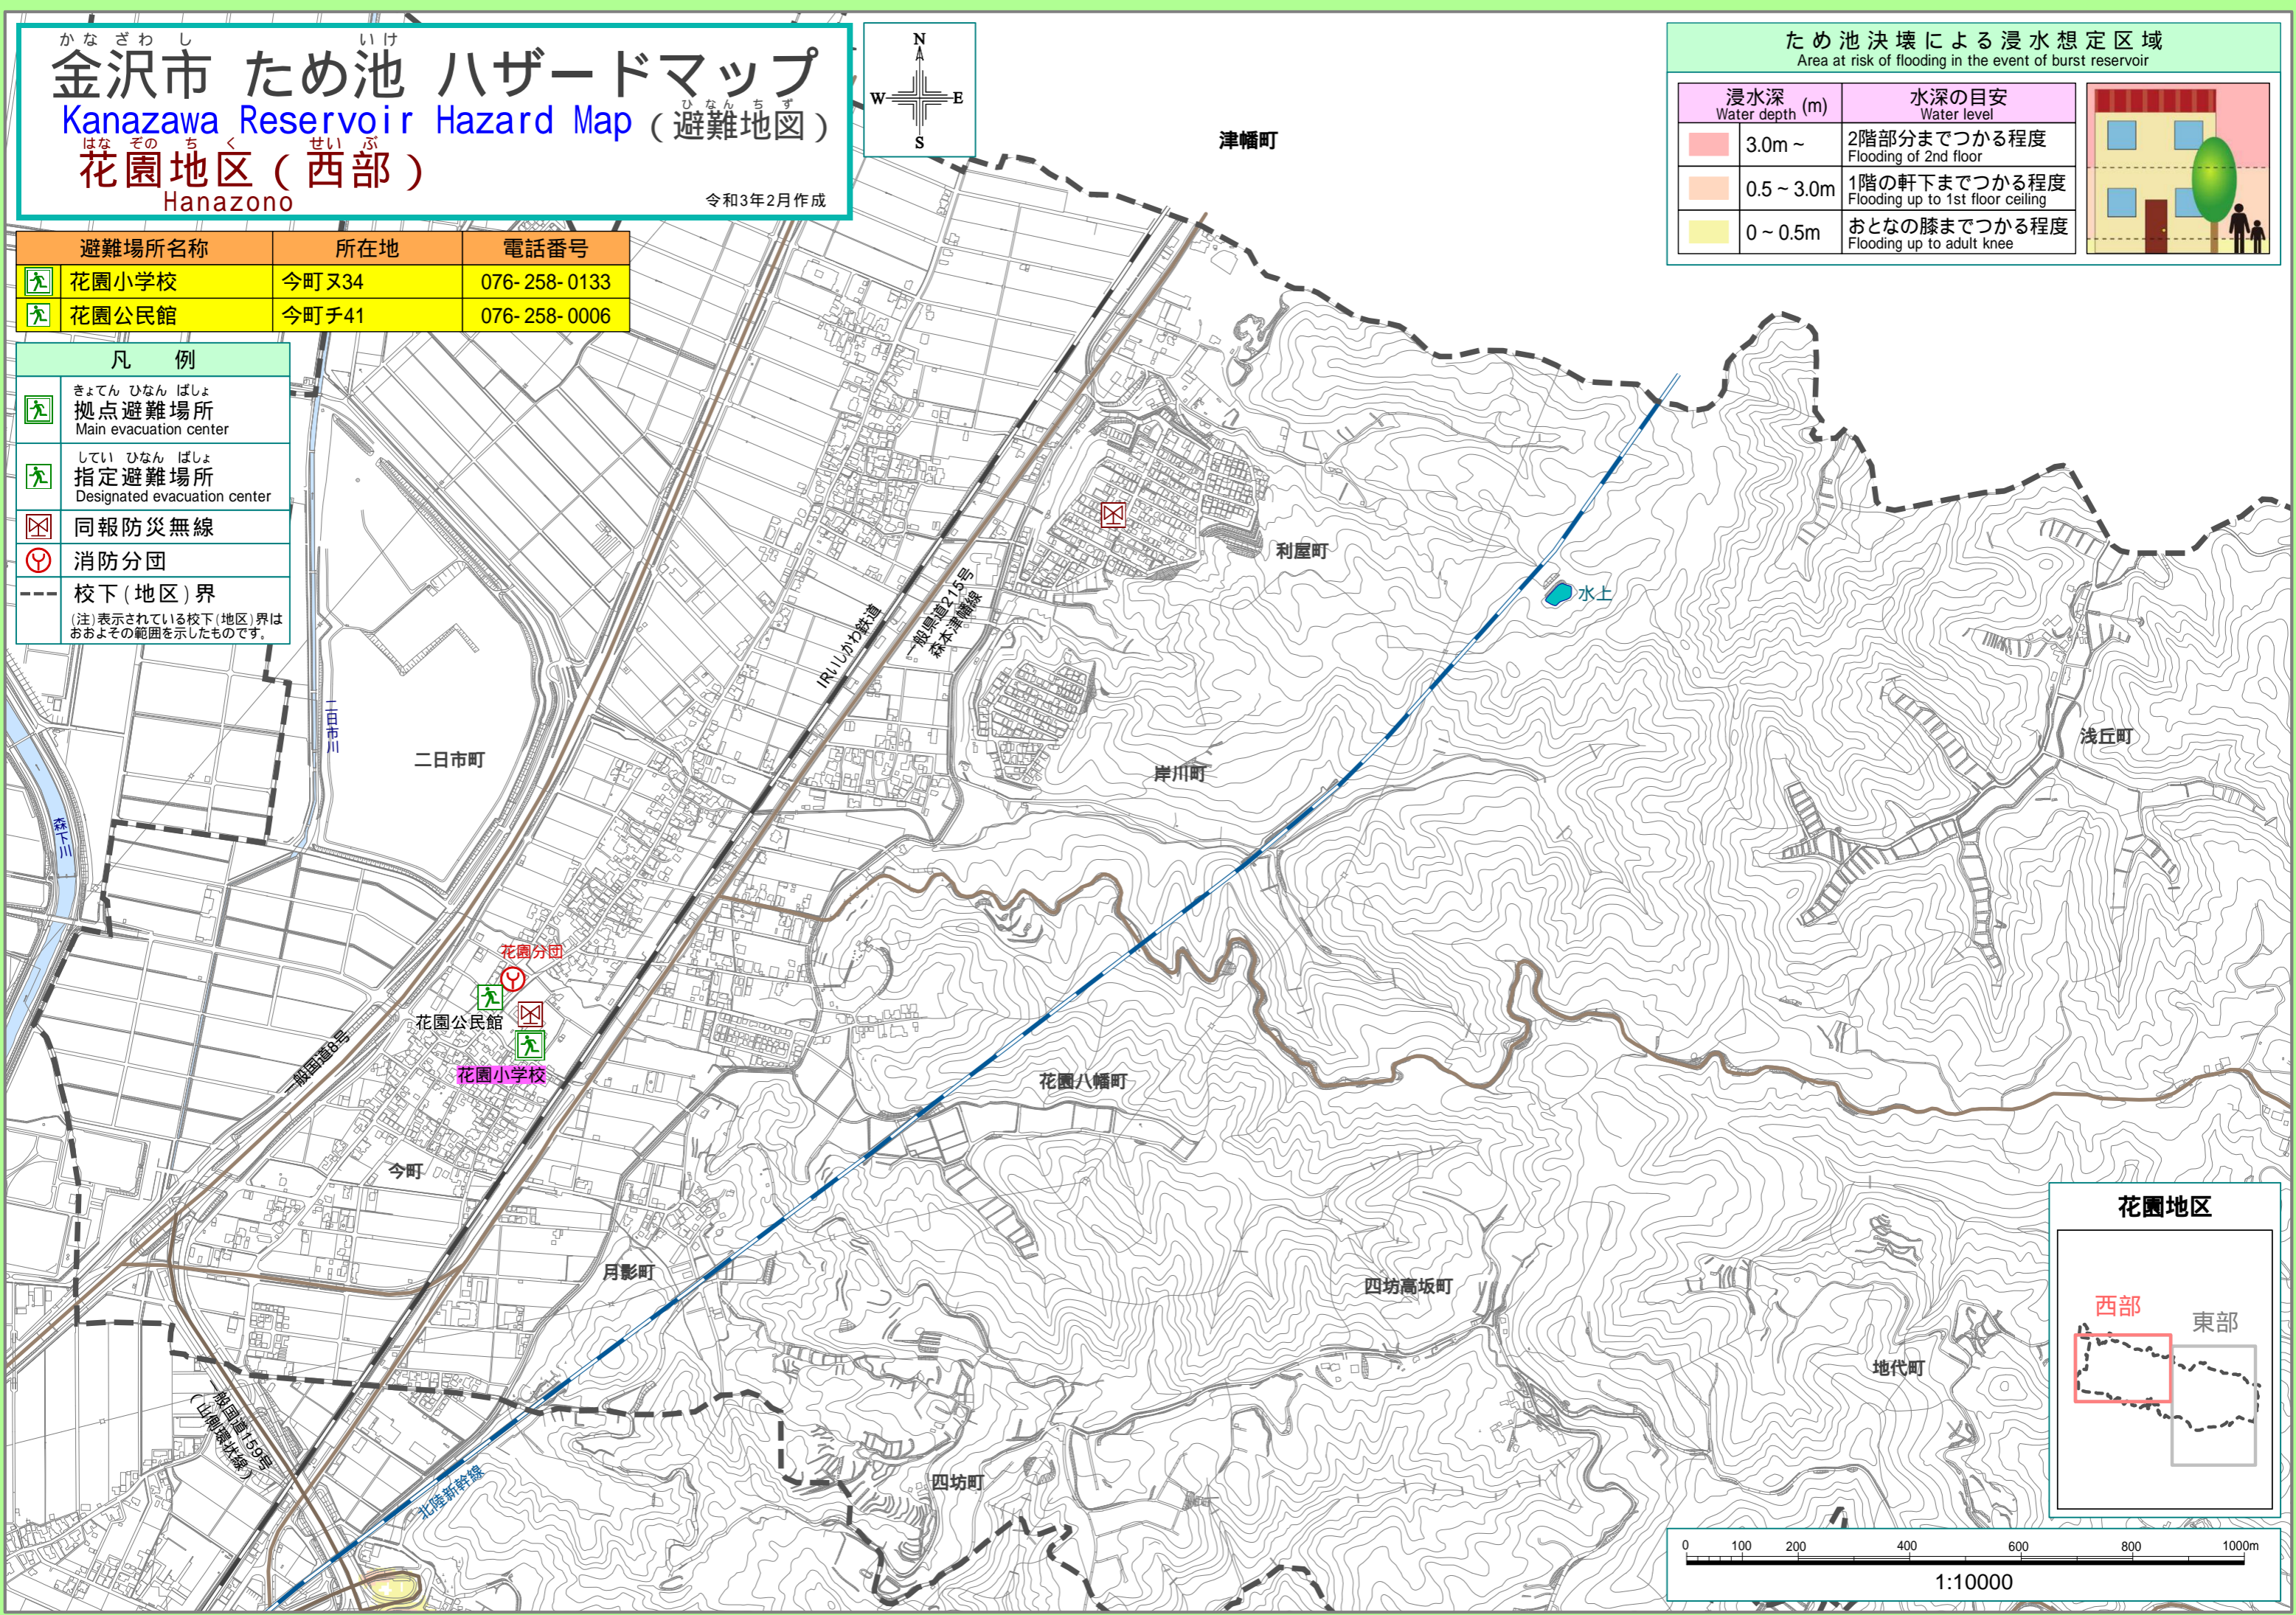 かなざわし いけ
金沢市 ため池 ハザードマップ
Kanazawa Reservoir Hazard Map (避難地図)
ひなんちず
はなぞのちく せいぶ
花園地区(西部)
Hanazono
令和3年2月作成
N
W E
S
津幡町
ため池決壊による浸水想定区域
Area at risk of flooding in the event of burst reservoir
浸水深 (m) 水深の目安
Water depth Water level
3.0m ~ 2階部分までつかる程度
Flooding of 2nd floor
0.5 ~ 3.0m 1階の軒下までつかる程度
Flooding up to 1st floor ceiling
0 ~ 0.5m おとなの膝までつかる程度
Flooding up to adult knee
避難場所名称 所在地 電話番号
花園小学校 今町ヌ34 076-258-0133
花園公民館 今町チ41 076-258-0006
凡 例
きょてん ひなん ばしょ
拠点避難場所
Main evacuation center
してい ひなん ばしょ
指定避難場所
Designated evacuation center
同報防災無線
消防分団
校下(地区)界
(注)表示されている校下(地区)界は
おおよその範囲を示したものです。
利屋町
水上
一般県道215号
森本津幡線
IRいしかわ鉄道
二日市川
二日市町
浅丘町
岸川町
森下川
花園分団
花園公民館
花園小学校
一般国道8号
花園八幡町
今町
月影町
四坊高坂町
地代町
一般国道159号
(山側環状線)
四坊町
北陸新幹線
花園地区
西部
東部
0 100 200 400 600 800 1000m
1:10000